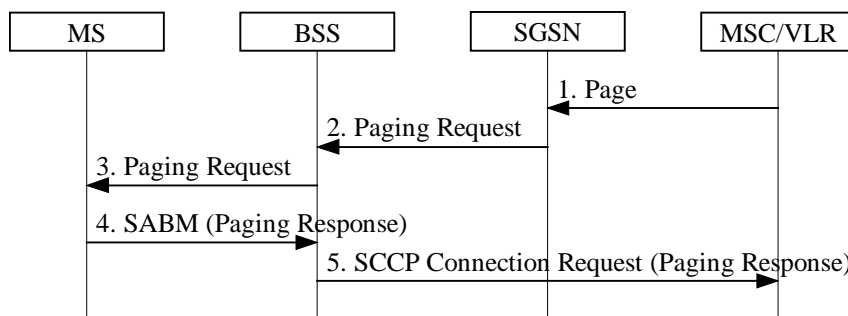 MS BSS SGSN MSC/VLR
1. Page
2. Paging Request
3. Paging Request
4. SABM (Paging Response)
5. SCCP Connection Request (Paging Response)